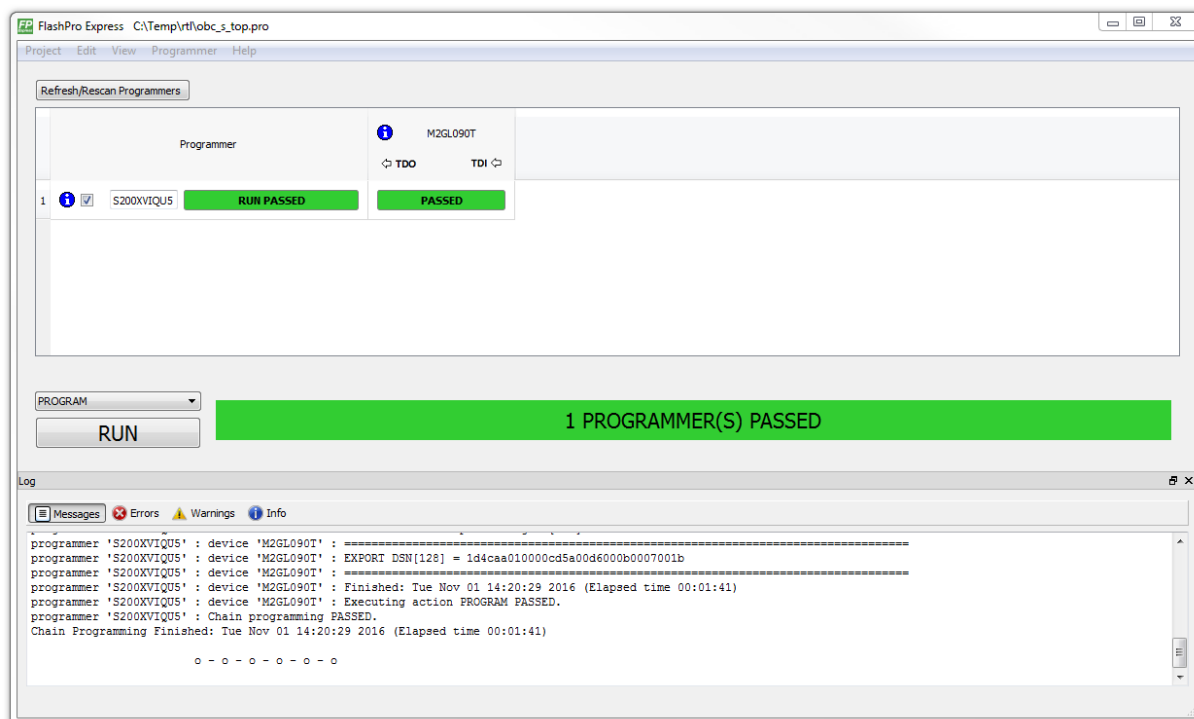 FP FlashPro Express C:\Temp\rtl\obc_s_top.pro
Project Edit View Programmer Help
Refresh/Rescan Programmers
Programmer
M2GL090T
TDO TDI
1 S200XVIQU5 RUN PASSED PASSED
PROGRAM
RUN
1 PROGRAMMER(S) PASSED
Log
Messages Errors Warnings Info
programmer 'S200XVIQU5' : device 'M2GL090T' : ===================================================================================
programmer 'S200XVIQU5' : device 'M2GL090T' : EXPORT DSN[128] = 1d4caa010000cd5a00d6000b0007001b
programmer 'S200XVIQU5' : device 'M2GL090T' : ===================================================================================
programmer 'S200XVIQU5' : device 'M2GL090T' : Finished: Tue Nov 01 14:20:29 2016 (Elapsed time 00:01:41)
programmer 'S200XVIQU5' : device 'M2GL090T' : Executing action PROGRAM PASSED.
programmer 'S200XVIQU5' : Chain programming PASSED.
Chain Programming Finished: Tue Nov 01 14:20:29 2016 (Elapsed time 00:01:41)
o - o - o - o - o - o